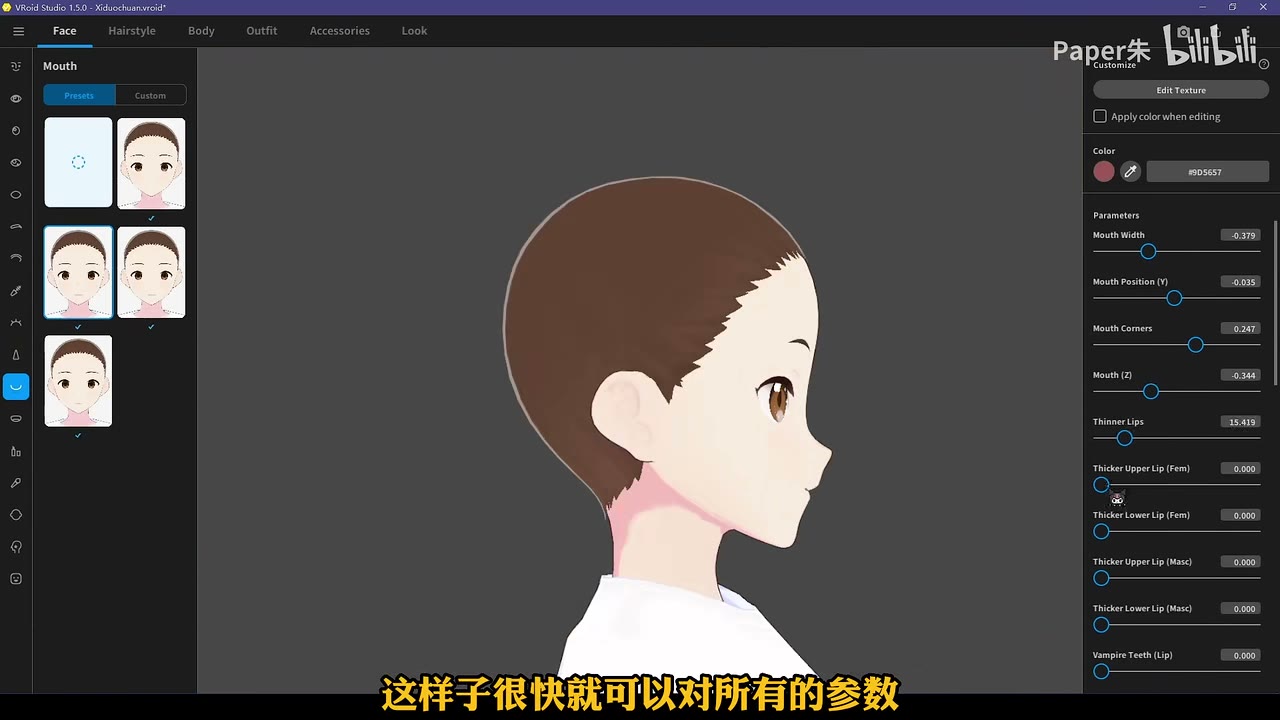 VRoid Studio 1.5.0 - Xiduochuan.vroid*
Face Hairstyle Body Outfit Accessories Look
Paper朱 bilibili
Mouth
Presets Custom
Customize
Edit Texture
Apply color when editing
Color
#9D5657
Parameters
Mouth Width -0.379
Mouth Position (Y) -0.035
Mouth Corners 0.247
Mouth (Z) -0.344
Thinner Lips 15.419
Thicker Upper Lip (Fem) 0.000
Thicker Lower Lip (Fem) 0.000
Thicker Upper Lip (Masc) 0.000
Thicker Lower Lip (Masc) 0.000
Vampire Teeth (Lip) 0.000
这样子很快就可以对所有的参数